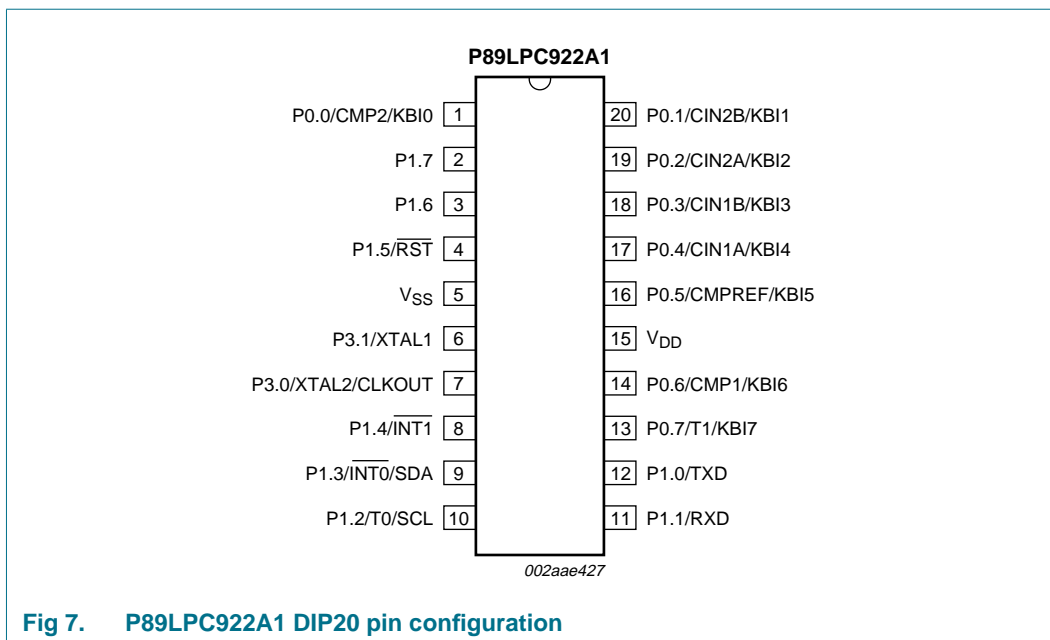 P89LPC922A1
P0.0/CMP2/KBI0 1 20 P0.1/CIN2B/KBI1
P1.7 2 19 P0.2/CIN2A/KBI2
P1.6 3 18 P0.3/CIN1B/KBI3
P1.5/R̅S̅T̅ 4 17 P0.4/CIN1A/KBI4
VSS 5 16 P0.5/CMPREF/KBI5
P3.1/XTAL1 6 15 VDD
P3.0/XTAL2/CLKOUT 7 14 P0.6/CMP1/KBI6
P1.4/I̅N̅T̅1̅ 8 13 P0.7/T1/KBI7
P1.3/I̅N̅T̅0̅/SDA 9 12 P1.0/TXD
P1.2/T0/SCL 10 11 P1.1/RXD
002aae427
Fig 7. P89LPC922A1 DIP20 pin configuration